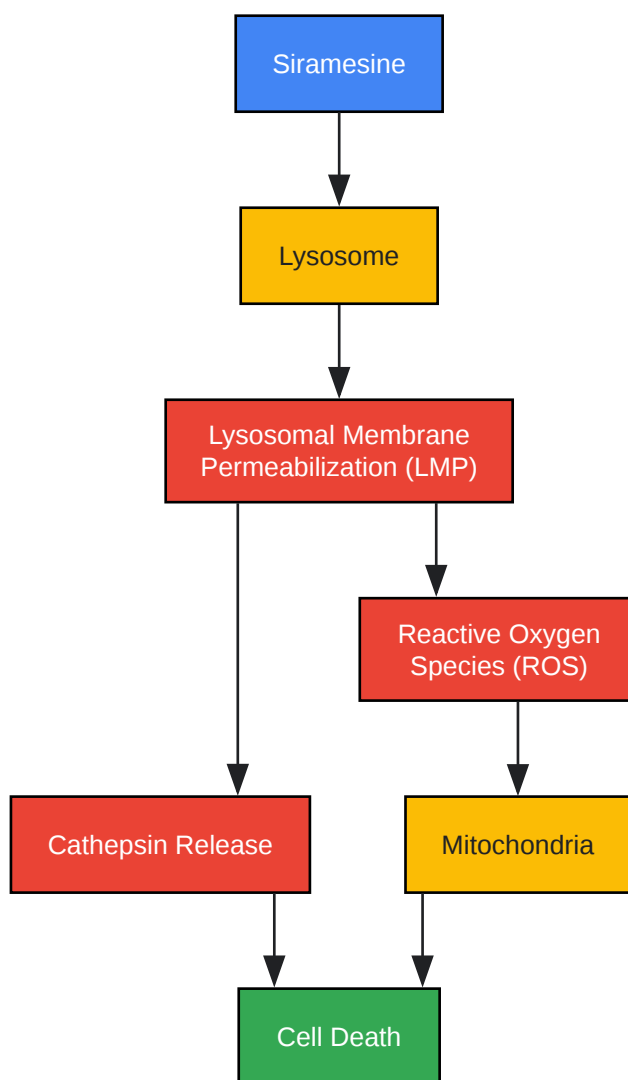 Siramesine
Lysosome
Lysosomal Membrane
Permeabilization (LMP)
Reactive Oxygen
Species (ROS)
Cathepsin Release
Mitochondria
Cell Death